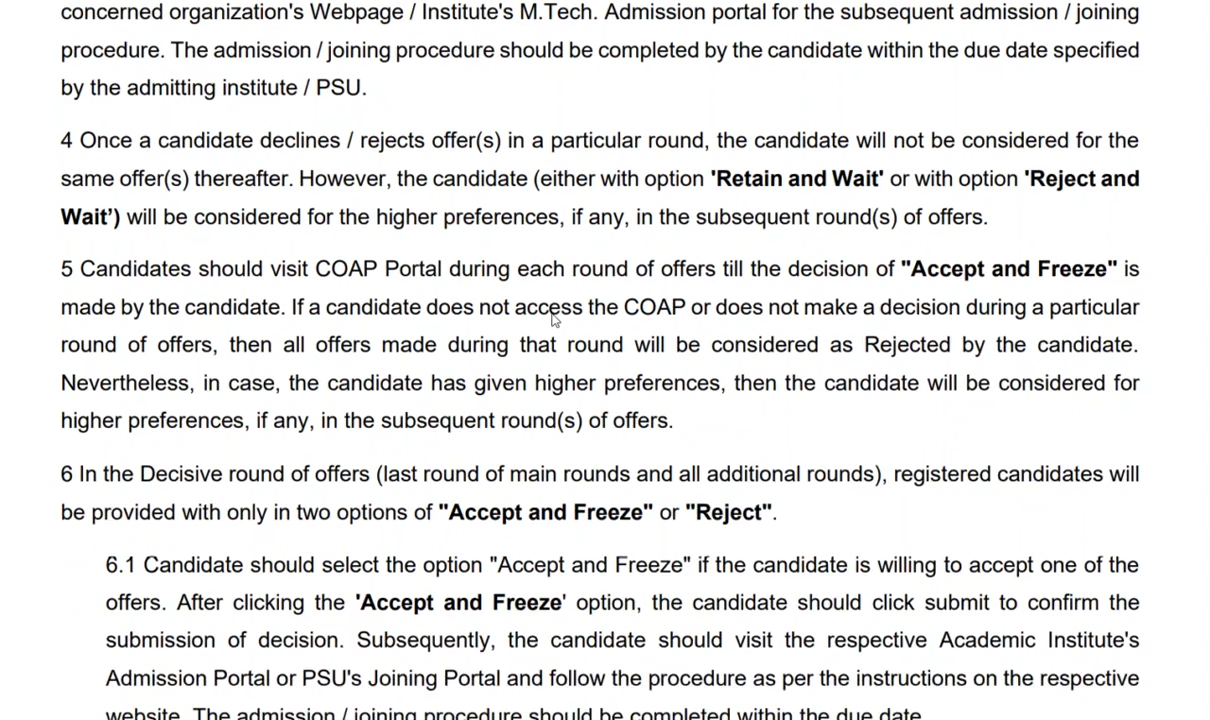 concerned organization's Webpage / Institute's M.Tech. Admission portal for the subsequent admission / joining
procedure. The admission / joining procedure should be completed by the candidate within the due date specified
by the admitting institute / PSU.
4 Once a candidate declines / rejects offer(s) in a particular round, the candidate will not be considered for the
same offer(s) thereafter. However, the candidate (either with option 'Retain and Wait' or with option 'Reject and
Wait’) will be considered for the higher preferences, if any, in the subsequent round(s) of offers.
5 Candidates should visit COAP Portal during each round of offers till the decision of "Accept and Freeze" is
made by the candidate. If a candidate does not access the COAP or does not make a decision during a particular
round of offers, then all offers made during that round will be considered as Rejected by the candidate.
Nevertheless, in case, the candidate has given higher preferences, then the candidate will be considered for
higher preferences, if any, in the subsequent round(s) of offers.
6 In the Decisive round of offers (last round of main rounds and all additional rounds), registered candidates will
be provided with only in two options of "Accept and Freeze" or "Reject".
6.1 Candidate should select the option "Accept and Freeze" if the candidate is willing to accept one of the
offers. After clicking the 'Accept and Freeze' option, the candidate should click submit to confirm the
submission of decision. Subsequently, the candidate should visit the respective Academic Institute's
Admission Portal or PSU's Joining Portal and follow the procedure as per the instructions on the respective
website. The admission / joining procedure should be completed within the due date.